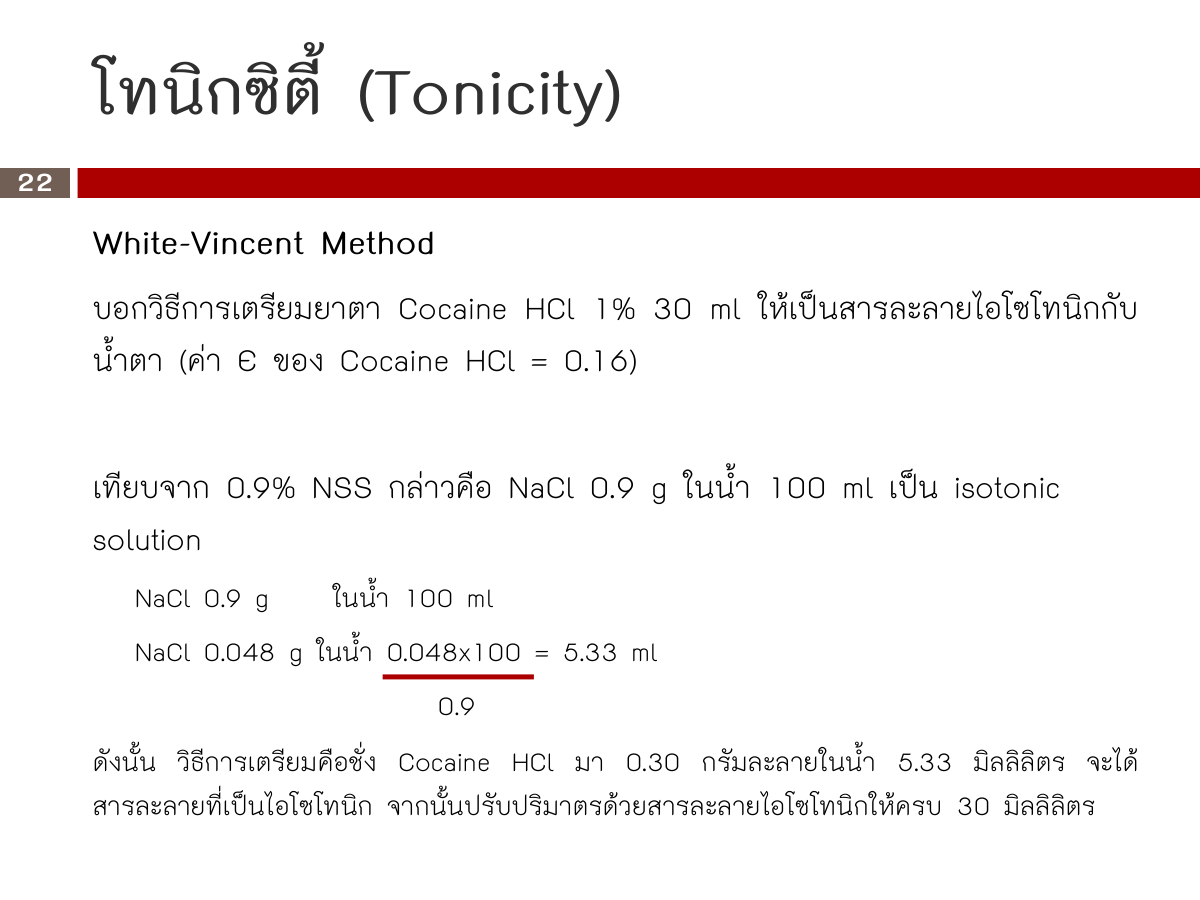 โทนิกซิตี้ (Tonicity)
22
White-Vincent Method
บอกวิธีการเตรียมยาตา Cocaine HCl 1% 30 ml ให้เป็นสารละลายไอโซโทนิกกับ
น้ำตา (ค่า Є ของ Cocaine HCl = 0.16)
เทียบจาก 0.9% NSS กล่าวคือ NaCl 0.9 g ในน้ำ 100 ml เป็น isotonic
solution
NaCl 0.9 g ในน้ำ 100 ml
NaCl 0.048 g ในน้ำ 0.048x100 = 5.33 ml
0.9
ดังนั้น วิธีการเตรียมคือชั่ง Cocaine HCl มา 0.30 กรัมละลายในน้ำ 5.33 มิลลิลิตร จะได้
สารละลายที่เป็นไอโซโทนิก จากนั้นปรับปริมาตรด้วยสารละลายไอโซโทนิกให้ครบ 30 มิลลิลิตร